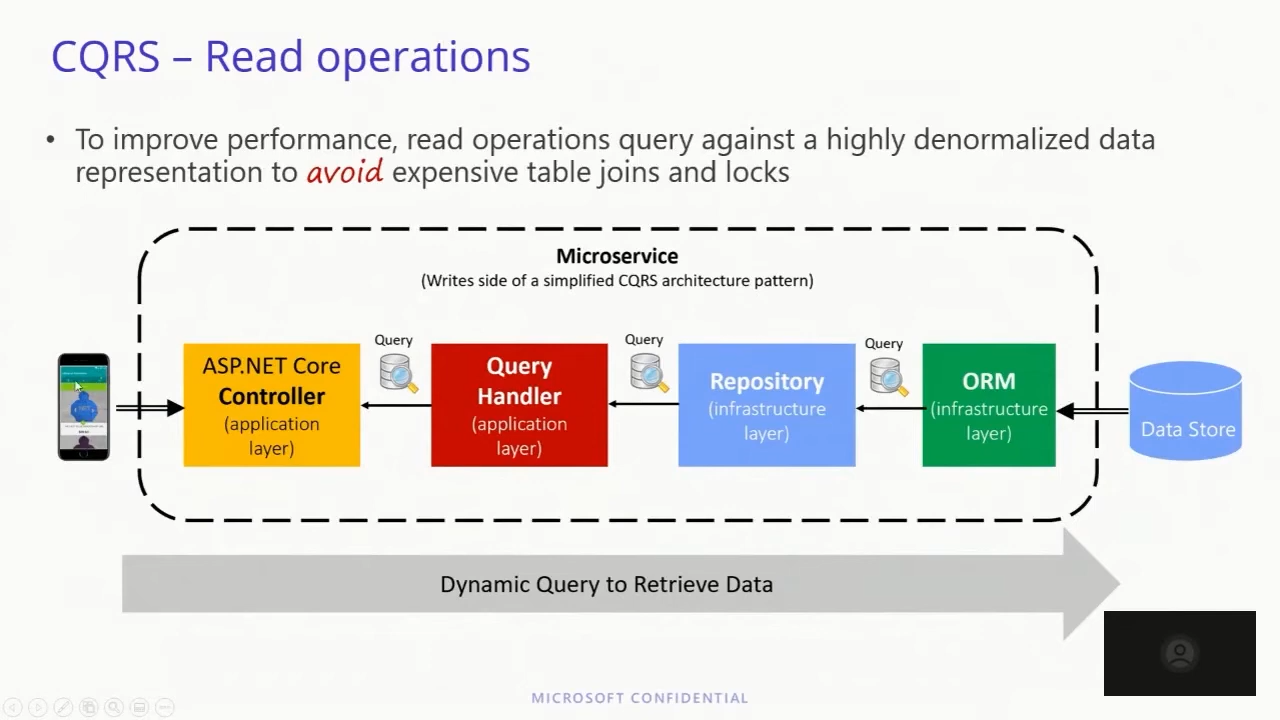 CQRS – Read operations
• To improve performance, read operations query against a highly denormalized data
representation to avoid expensive table joins and locks
Microservice
(Writes side of a simplified CQRS architecture pattern)
Query
Query
Query
ASP.NET Core
Controller
(application
layer)
Query
Handler
(application
layer)
Repository
(infrastructure
layer)
ORM
(infrastructure
layer)
Data Store
Dynamic Query to Retrieve Data
MICROSOFT CONFIDENTIAL